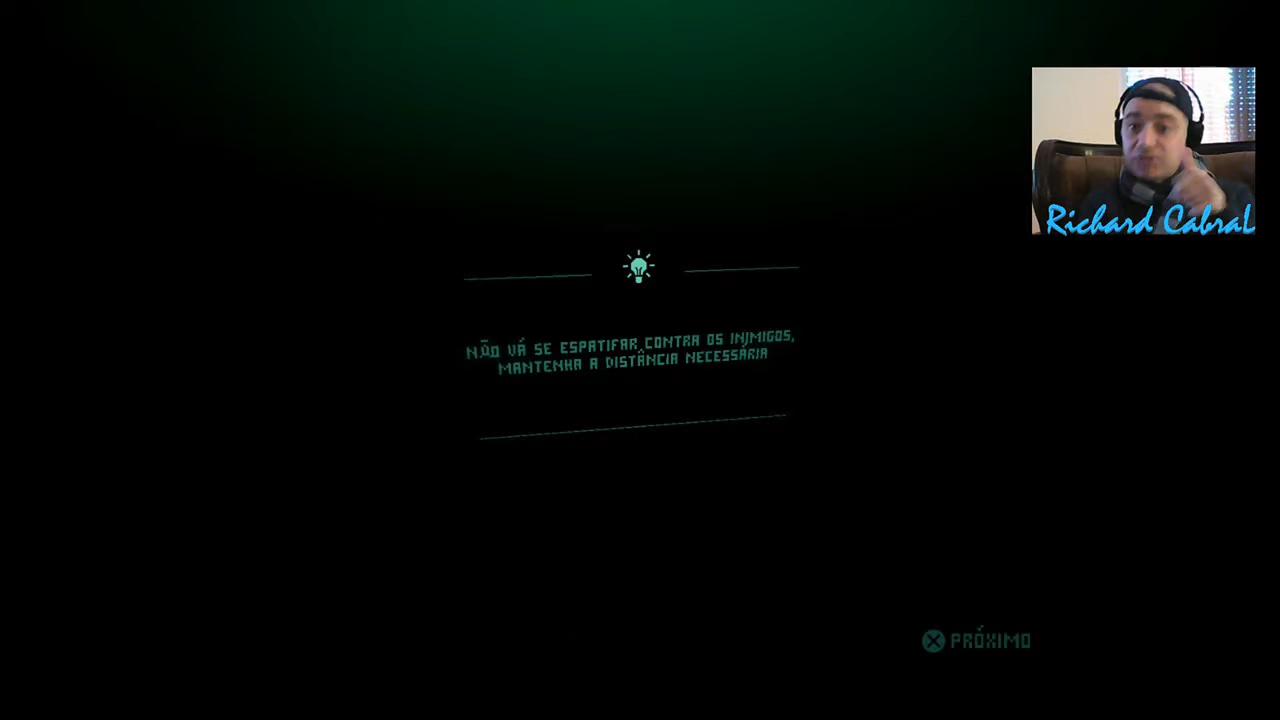 Richard Cabral
NÃO VÁ SE ESPATIFAR CONTRA OS INIMIGOS,
MANTENHA A DISTÂNCIA NECESSÁRIA
PRÓXIMO